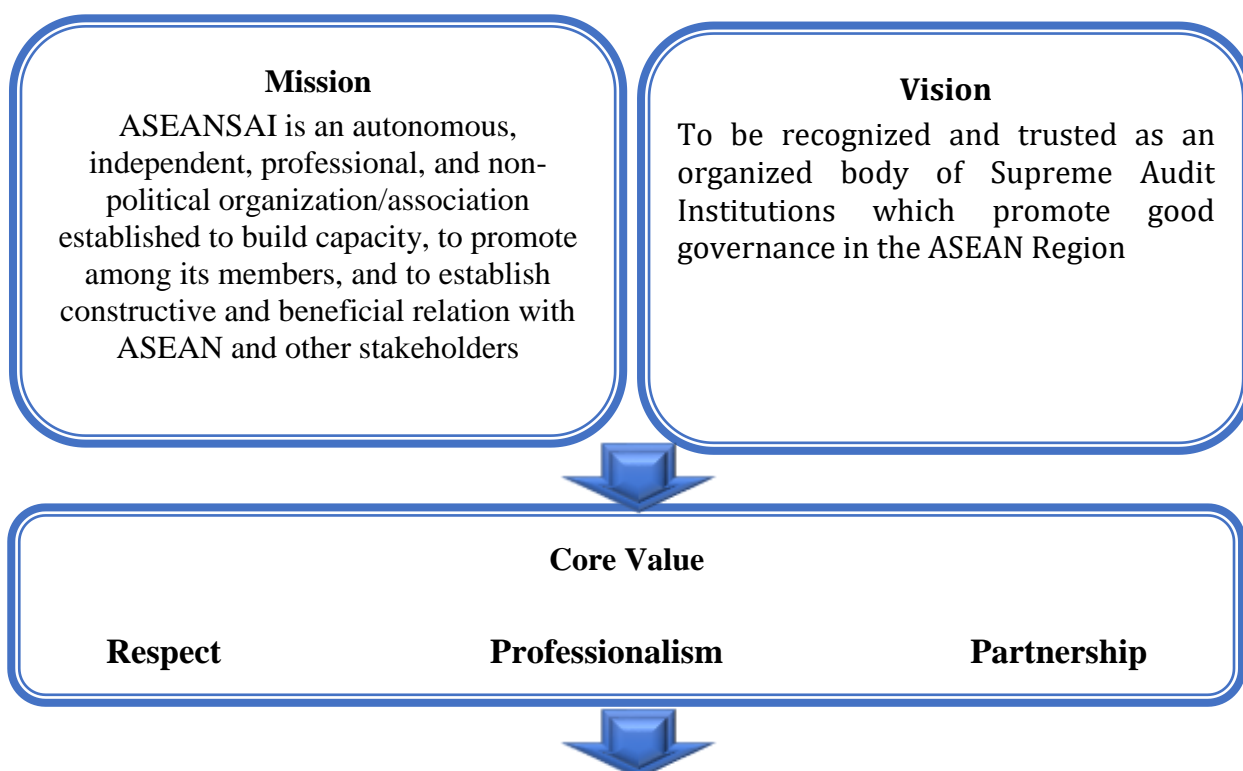 Mission
ASEANSAI is an autonomous,
independent, professional, and non-
political organization/association
established to build capacity, to promote
among its members, and to establish
constructive and beneficial relation with
ASEAN and other stakeholders
Vision
To be recognized and trusted as an
organized body of Supreme Audit
Institutions which promote good
governance in the ASEAN Region
Core Value
Respect Professionalism Partnership